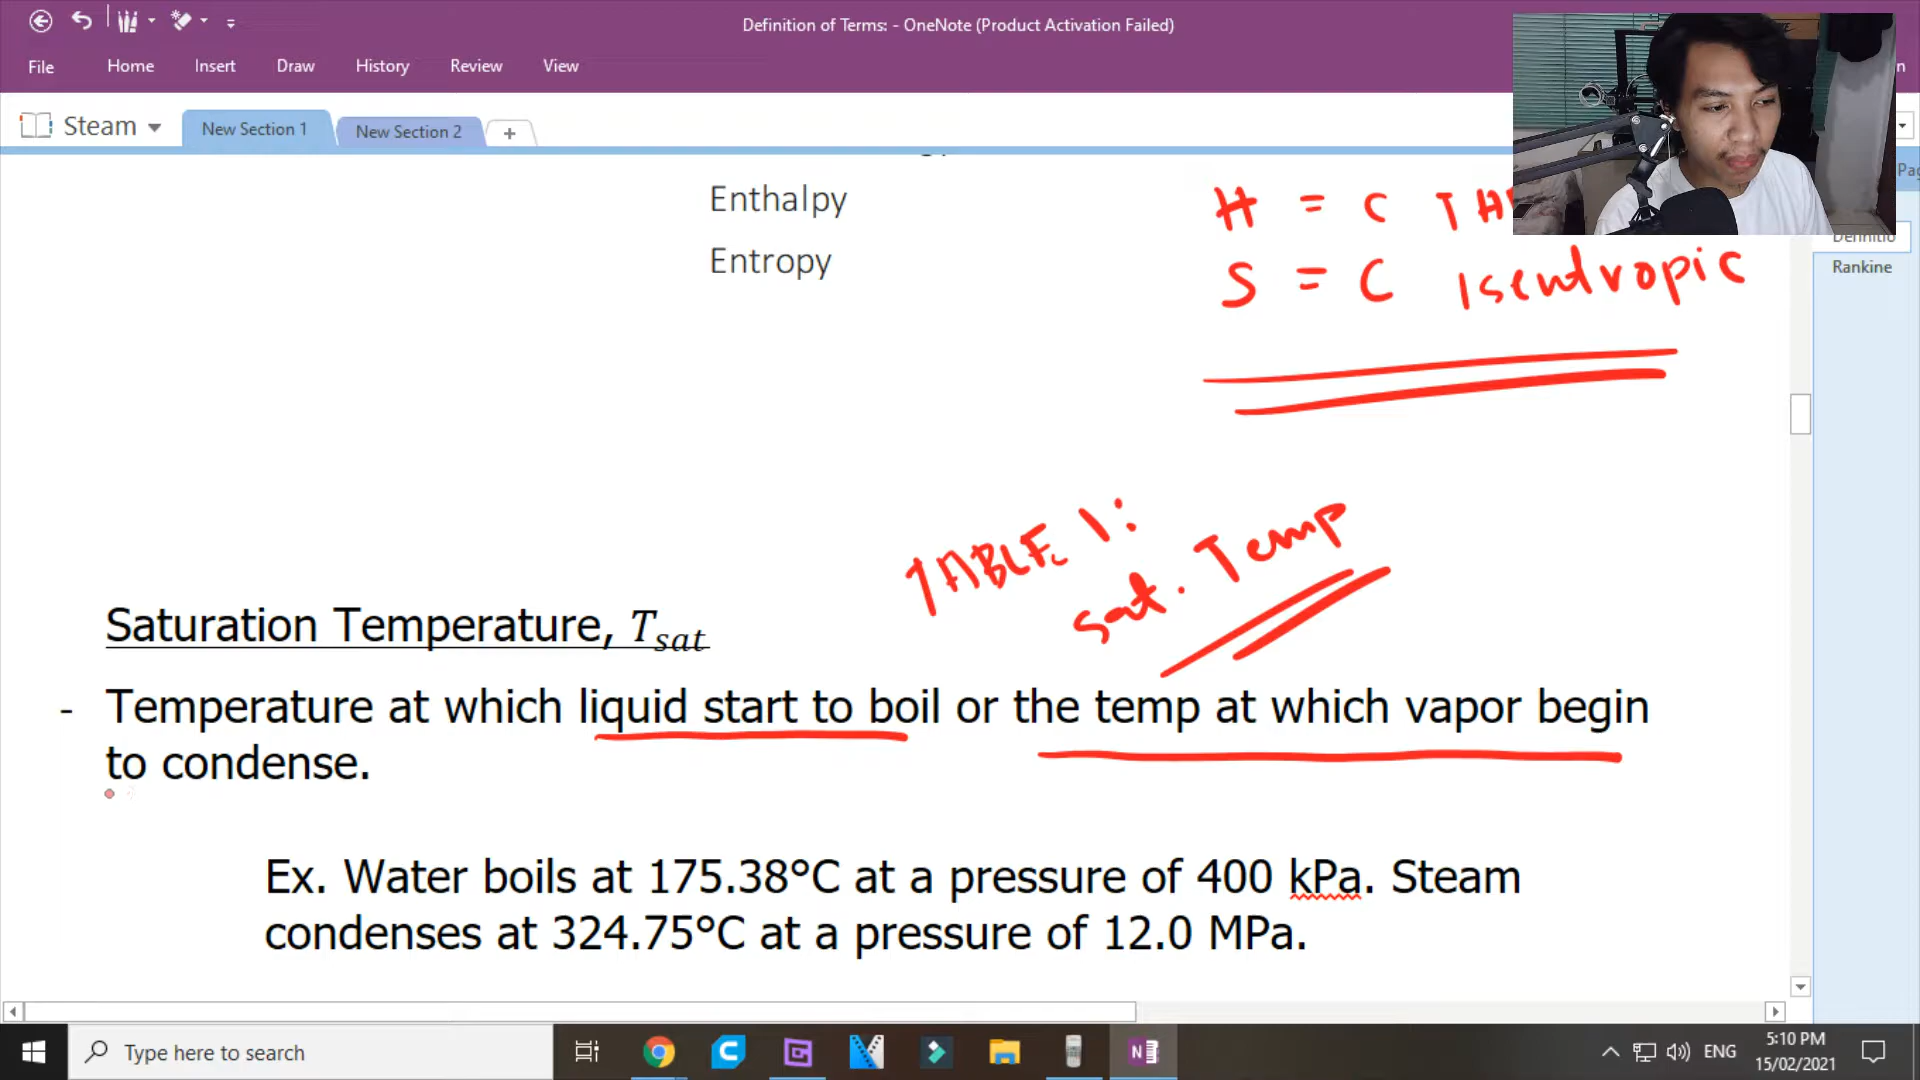 Definition of Terms: - OneNote (Product Activation Failed)
File Home Insert Draw History Review View
Steam New Section 1 New Section 2 +
Enthalpy
H = C
Entropy
S = C Isentropic
Rankine
TABLE 1:
Sat. Temp
Saturation Temperature, Tsat
- Temperature at which liquid start to boil or the temp at which vapor begin
to condense.
Ex. Water boils at 175.38°C at a pressure of 400 kPa. Steam
condenses at 324.75°C at a pressure of 12.0 MPa.
Type here to search
ENG
5:10 PM
15/02/2021